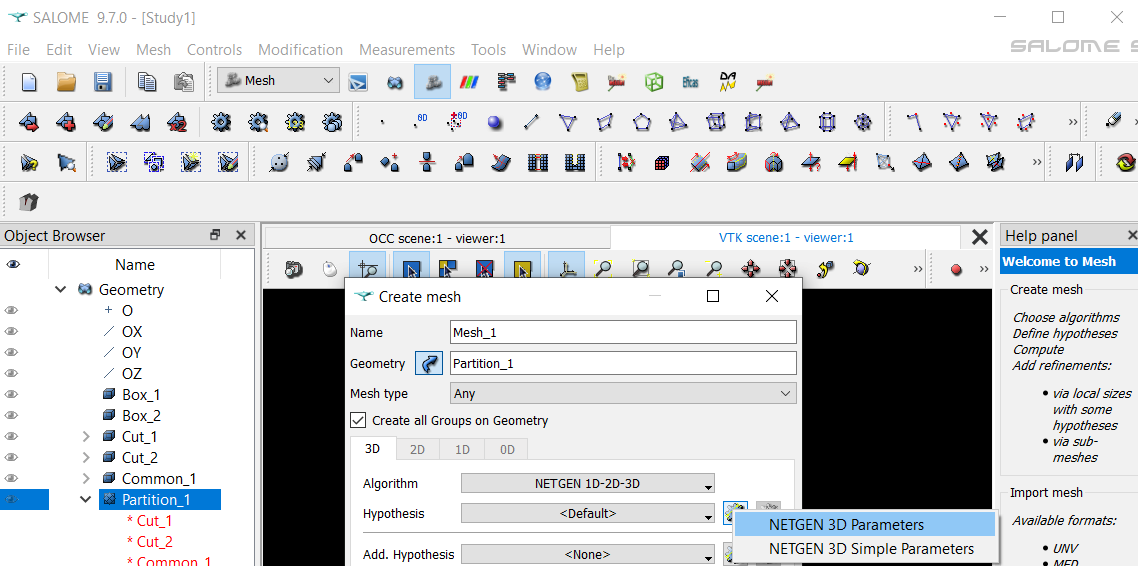 SALOME 9.7.0 - [Study1]
File Edit View Mesh Controls Modification Measurements Tools Window Help
SALOME
Mesh
Eficas
0D
0D
Object Browser
OCC scene:1 - viewer:1
VTK scene:1 - viewer:1
Help panel
Name
Geometry
O
OX
OY
OZ
Box_1
Box_2
Cut_1
Cut_2
Common_1
Partition_1
* Cut_1
* Cut_2
* Common_1
Create mesh
Name Mesh_1
Geometry Partition_1
Mesh type Any
Create all Groups on Geometry
3D 2D 1D 0D
Algorithm NETGEN 1D-2D-3D
Hypothesis <Default>
Add. Hypothesis <None>
NETGEN 3D Parameters
NETGEN 3D Simple Parameters
Welcome to Mesh
Create mesh
Choose algorithms
Define hypotheses
Compute
Add refinements:
• via local sizes
with some
hypotheses
• via sub-
meshes
Import mesh
Available formats:
• UNV
• MED